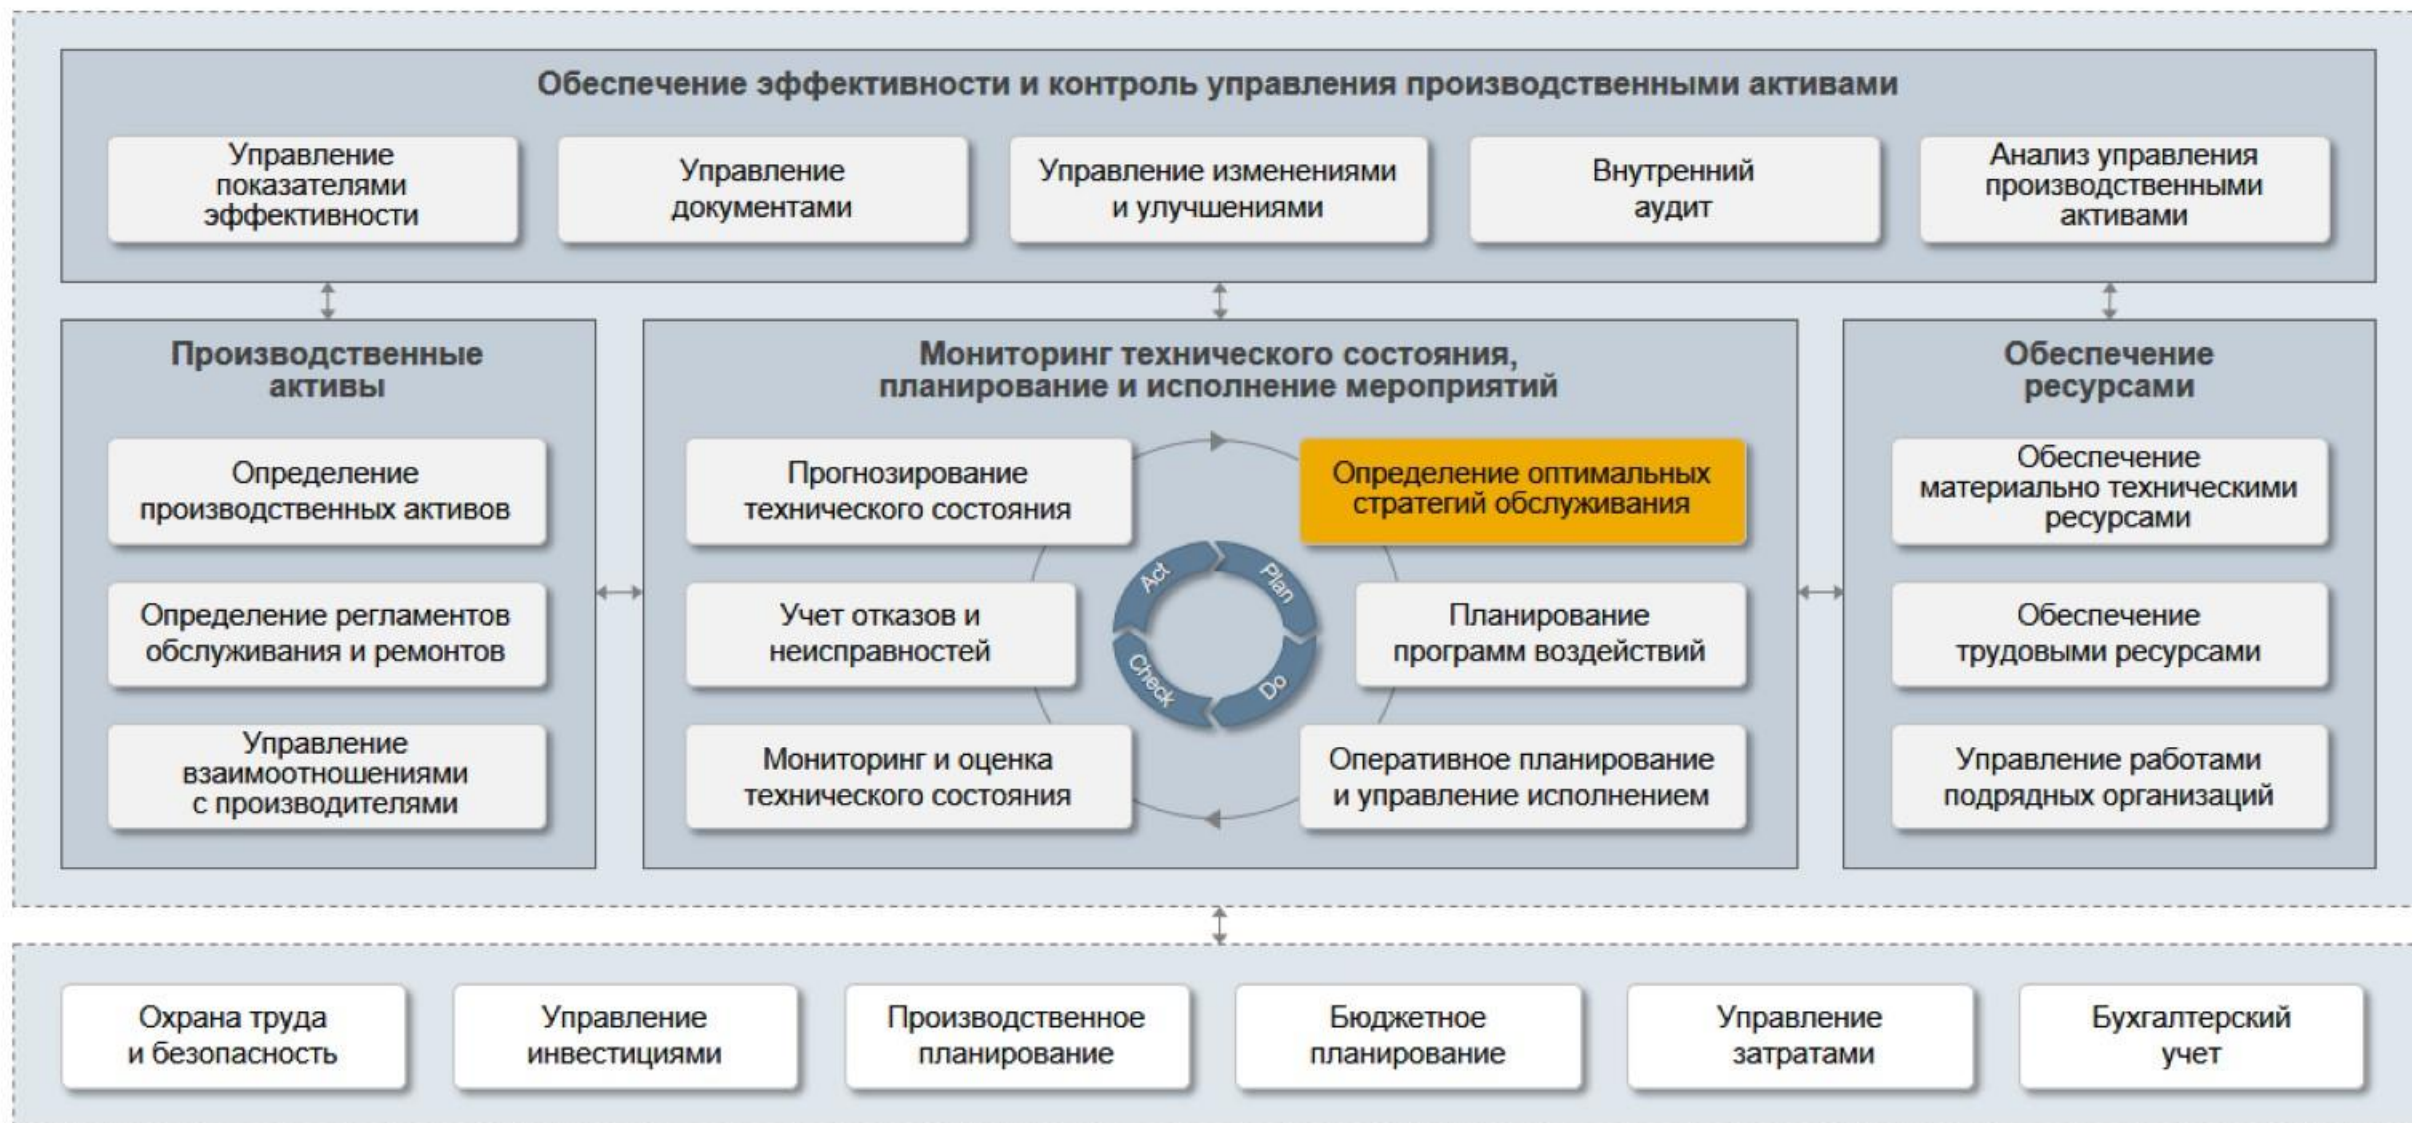 Обеспечение эффективности и контроль управления производственными активами
Управление
показателями
эффективности
Управление
документами
Управление изменениями
и улучшениями
Внутренний
аудит
Анализ управления
производственными
активами
Производственные
активы
Определение
производственных активов
Определение регламентов
обслуживания и ремонтов
Управление
взаимоотношениями
с производителями
Мониторинг технического состояния,
планирование и исполнение мероприятий
Прогнозирование
технического состояния
Определение оптимальных
стратегий обслуживания
Учет отказов и
неисправностей
Act
Plan
Check
Do
Планирование
программ воздействий
Мониторинг и оценка
технического состояния
Оперативное планирование
и управление исполнением
Обеспечение
ресурсами
Обеспечение
материально техническими
ресурсами
Обеспечение
трудовыми ресурсами
Управление работами
подрядных организаций
Охрана труда
и безопасность
Управление
инвестициями
Производственное
планирование
Бюджетное
планирование
Управление
затратами
Бухгалтерский
учет